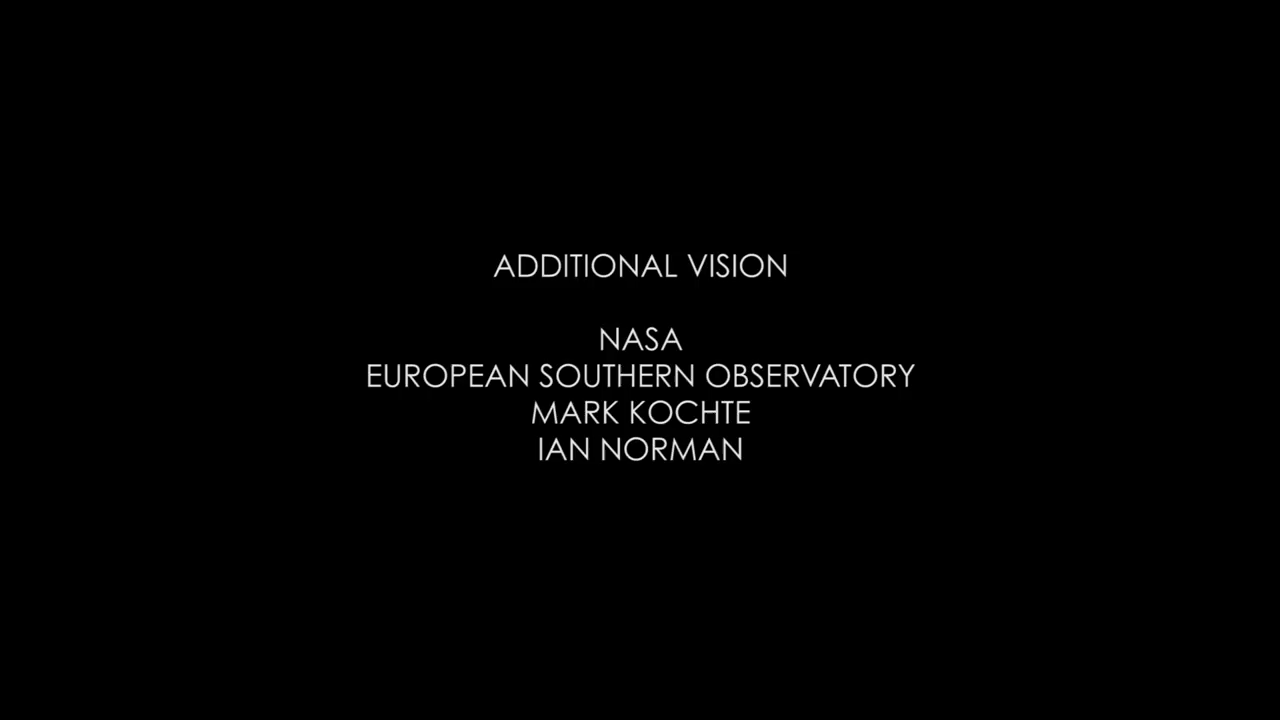 ADDITIONAL VISION
NASA
EUROPEAN SOUTHERN OBSERVATORY
MARK KOCHTE
IAN NORMAN